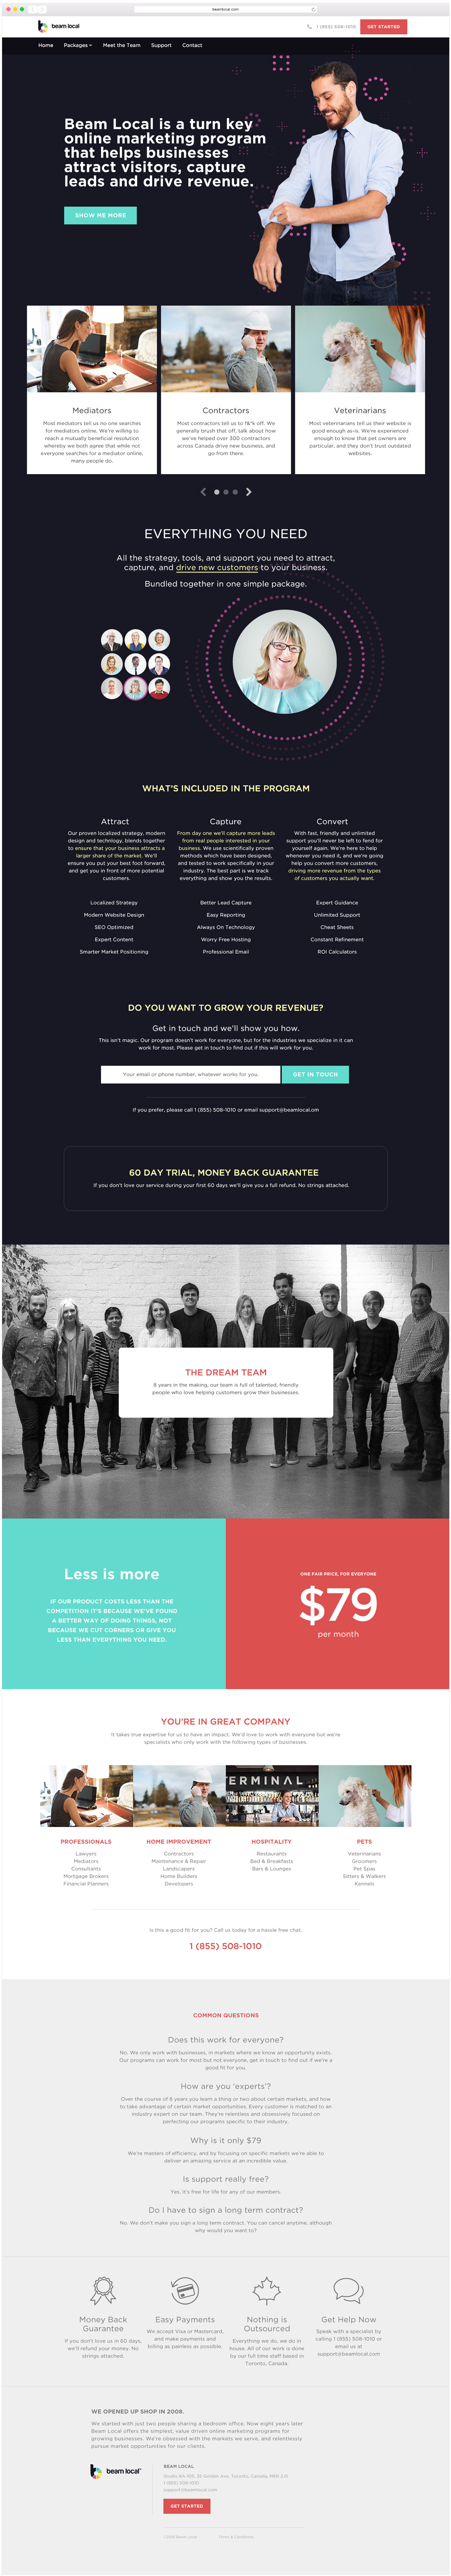 beamlocal.com
beam local
1 (855) 508-1010
GET STARTED
Home Packages Meet the Team Support Contact
Beam Local is a turn key
online marketing program
that helps businesses
attract visitors, capture
leads and drive revenue.
SHOW ME MORE
Mediators
Most mediators tell us no one searches
for mediators online. We're willing to
reach a mutually beneficial resolution
whereby we both agree that while not
everyone searches for a mediator online,
many people do.
Contractors
Most contractors tell us to f&*k off. We
generally brush that off, talk about how
we've helped over 300 contractors
across Canada drive new business, and
go from there.
Veterinarians
Most veterinarians tell us their website is
good enough as-is. We're experienced
enough to know that pet owners are
particular, and they don't trust outdated
websites.
EVERYTHING YOU NEED
All the strategy, tools, and support you need to attract,
capture, and drive new customers to your business.
Bundled together in one simple package.
WHAT'S INCLUDED IN THE PROGRAM
Attract
Our proven localized strategy, modern
design and technology, blends together
to ensure that your business attracts a
larger share of the market. We'll
ensure you put your best foot forward,
and get you in front of more potential
customers.
Localized Strategy
Modern Website Design
SEO Optimized
Expert Content
Smarter Market Positioning
Capture
From day one we'll capture more leads
from real people interested in your
business. We use scientifically proven
methods which have been designed,
and tested to work specifically in your
industry. The best part is we track
everything and show you the results.
Better Lead Capture
Easy Reporting
Always On Technology
Worry Free Hosting
Professional Email
Convert
With fast, friendly and unlimited
support you'll never be left to fend for
yourself again. We're here to help
whenever you need it, and we're going
help you convert more customers,
driving more revenue from the types
of customers you actually want.
Expert Guidance
Unlimited Support
Cheat Sheets
Constant Refinement
ROI Calculators
DO YOU WANT TO GROW YOUR REVENUE?
Get in touch and we'll show you how.
This isn't magic. Our program doesn't work for everyone, but for the industries we specialize in it can
work for most. Please get in touch to find out if this will work for you.
Your email or phone number, whatever works for you.
GET IN TOUCH
If you prefer, please call 1 (855) 508-1010 or email support@beamlocal.om
60 DAY TRIAL, MONEY BACK GUARANTEE
If you don't love our service your first 60 days we'll give you a full refund. No strings attached.
THE DREAM TEAM
8 years in the making, our team is full of talented, friendly
people who love helping customers grow their businesses.
Less is more
IF OUR PRODUCT COSTS LESS THAN THE
COMPETITION IT'S BECAUSE WE'VE FOUND
A BETTER WAY OF DOING THINGS, NOT
BECAUSE WE CUT CORNERS OR GIVE YOU
LESS THAN EVERYTHING YOU NEED.
ONE FAIR PRICE, FOR EVERYONE
$79
per month
YOU'RE IN GREAT COMPANY
It takes true expertise for us to have an impact. We'd love to work with everyone but we're
specialists who only work with the following types of businesses.
ERMINAL
PROFESSIONALS
Lawyers
Mediators
Consultants
Mortgage Brokers
Financial Planners
HOME IMPROVEMENT
Contractors
Maintenance & Repair
Landscapers
Home Builders
Developers
HOSPITALITY
Restaurants
Bed & Breakfasts
Bars & Lounges
PETS
Veterinarians
Groomers
Pet Spas
Sitters & Walkers
Kennels
Is this a good fit for you? Call us today for a hassle free chat.
1 (855) 508-1010
COMMON QUESTIONS
Does this work for everyone?
No. We only work with businesses, in markets where we know an opportunity exists.
Our programs can work for most but not everyone, get in touch to find out if we're a
good fit for you.
How are you 'experts'?
Over the course of 8 years you learn a thing or two about certain markets, and how
to take advantage of certain market opportunities. Every customer is matched to an
industry expert on our team. They're relentless and obsessively focused on
perfecting our programs specific to their industry.
Why is it only $79
We're masters of efficiency, and by focusing on specific markets we're able to
deliver an amazing service at an incredible value.
Is support really free?
Yes. It's free for life for any of our members.
Do I have to sign a long term contract?
No. We don't make you sign a long term contract. You can cancel anytime, although
why would you want to?
Money Back
Guarantee
If you don't love us in 60 days,
we'll refund your money. No
strings attached.
Easy Payments
We accept Visa or Mastercard,
and make payments and
billing as painless as possible.
Nothing is
Outsourced
Everything we do, we do in
house. All of our work is done
by our full time staff based in
Toronto, Canada.
Get Help Now
Speak with a specialist by
calling 1 (855) 508-1010 or
email us at
support@beamlocal.com
WE OPENED UP SHOP IN 2008.
We started with just two people sharing a bedroom office. Now eight years later
Beam Local offers the simplest, value driven online marketing programs for
growing businesses. We're obsessed with the markets we serve, and relentlessly
pursue market opportunities for our clients.
beam local
BEAM LOCAL
Toronto, Canada,
1 (855) 508-1010
support@beamlocal.com
GET STARTED
Beam Local
Terms & Conditions